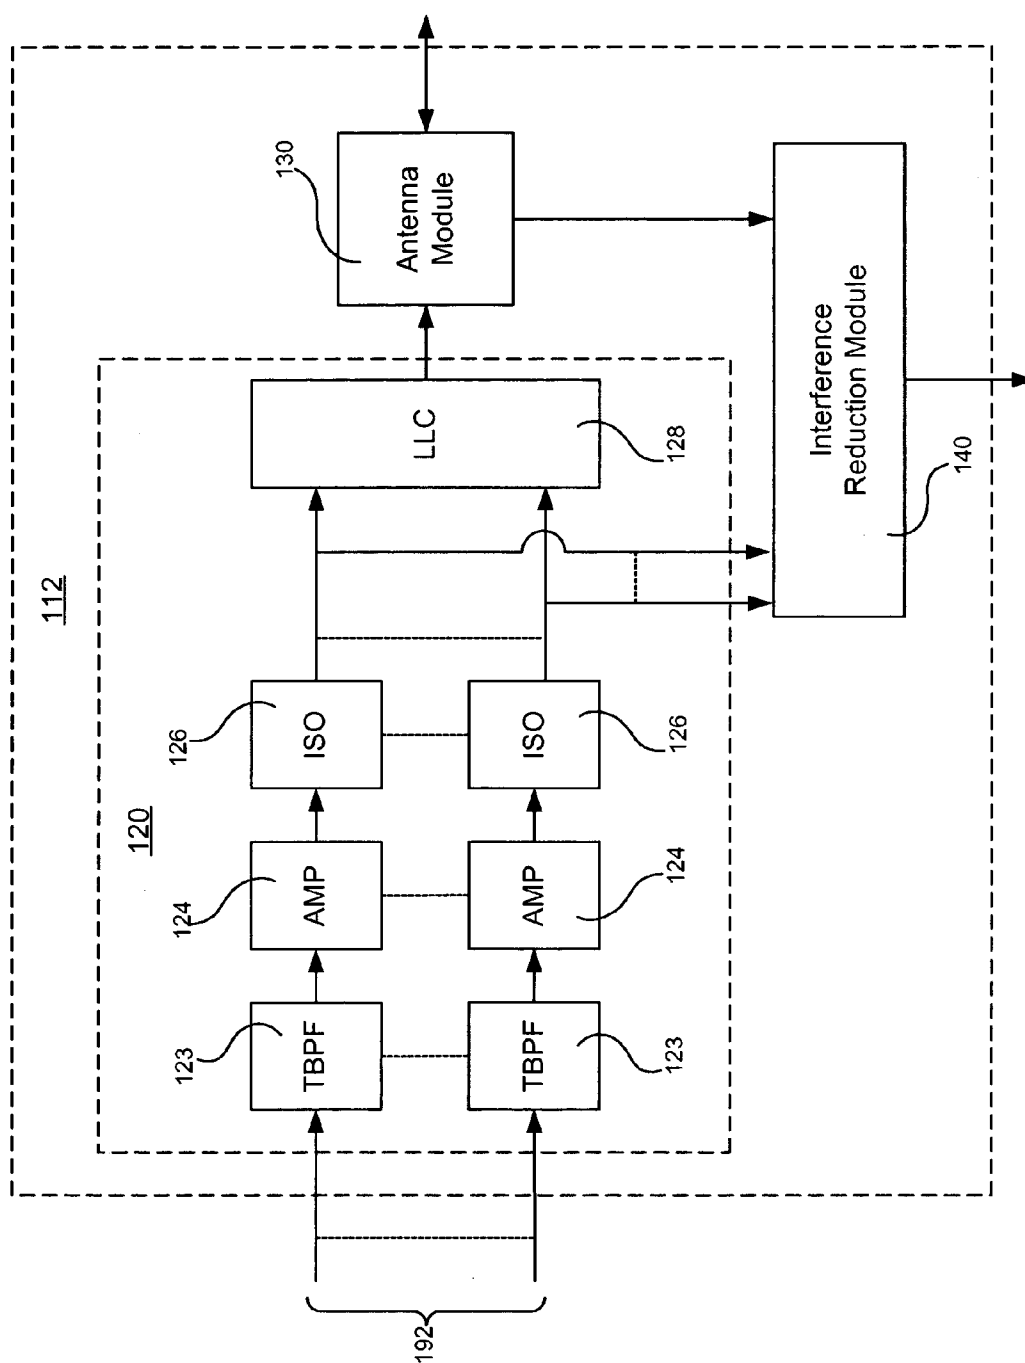 112
120
130
Antenna
Module
LLC
128
Interference
Reduction Module
140
126
ISO
ISO
126
124
AMP
AMP
124
123
TBPF
TBPF
123
192